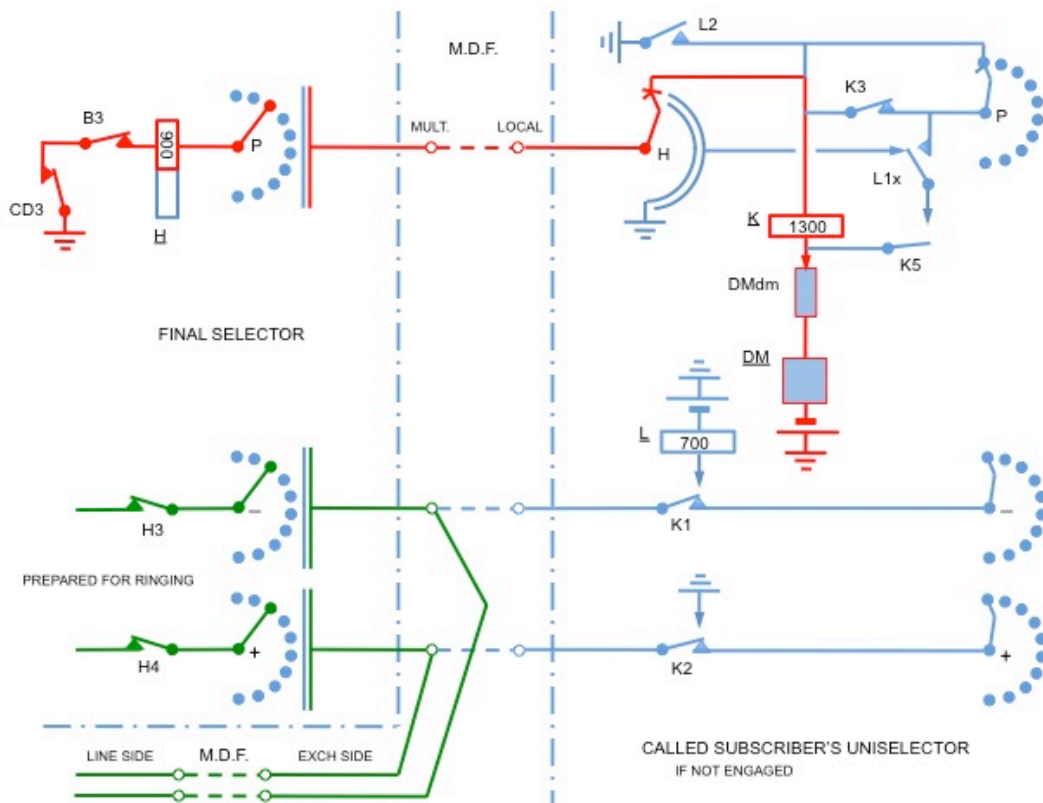 M.D.F.
L2
B3
K3
900
P
MULT.
LOCAL
H
P
L1x
CD3
H
K
1300
K5
DMdm
FINAL SELECTOR
DM
L
700
H3
–
K1
–
PREPARED FOR RINGING
H4
+
K2
+
LINE SIDE
M.D.F.
EXCH SIDE
CALLED SUBSCRIBER'S UNISELECTOR
IF NOT ENGAGED